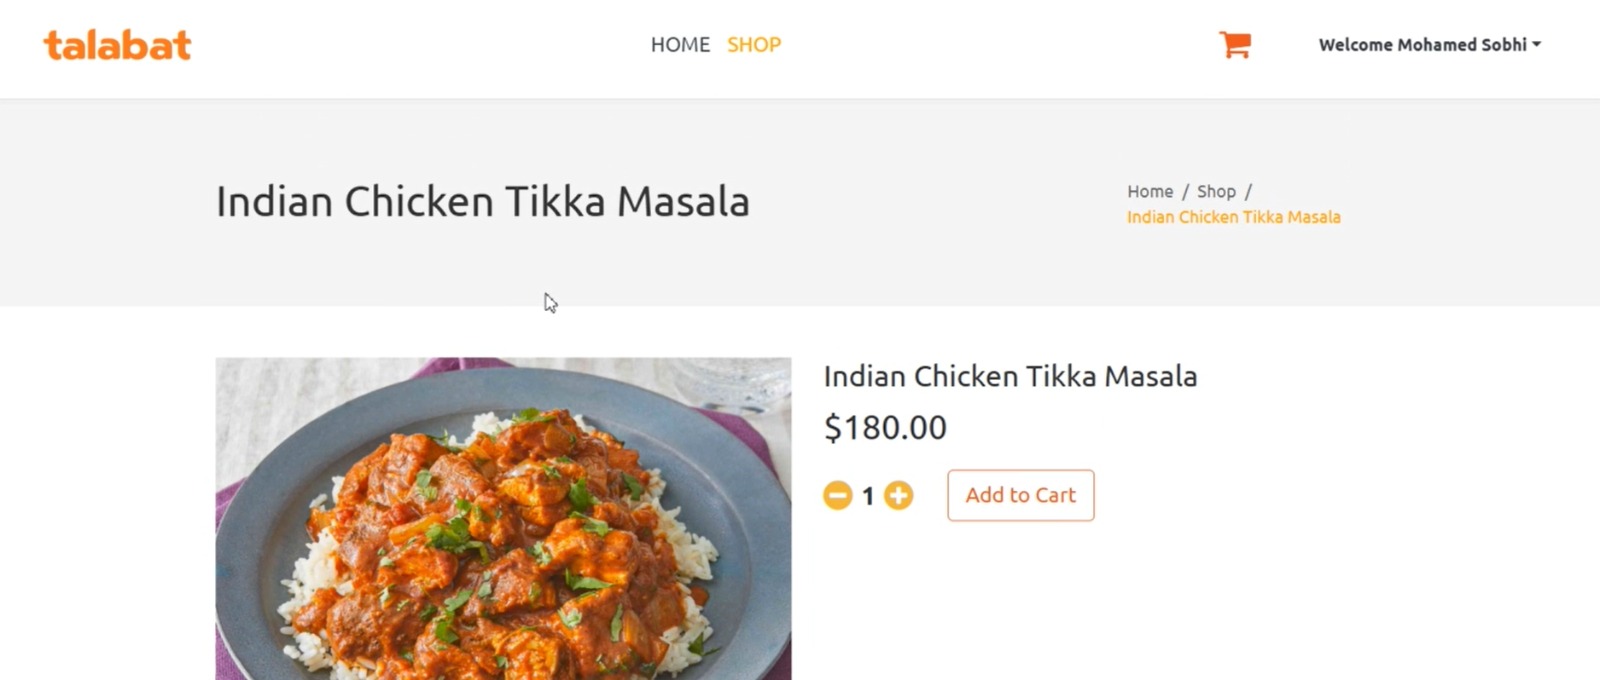 talabat
HOME SHOP
Welcome Mohamed Sobhi
Indian Chicken Tikka Masala
Home / Shop /
Indian Chicken Tikka Masala
Indian Chicken Tikka Masala
$180.00
1
Add to Cart